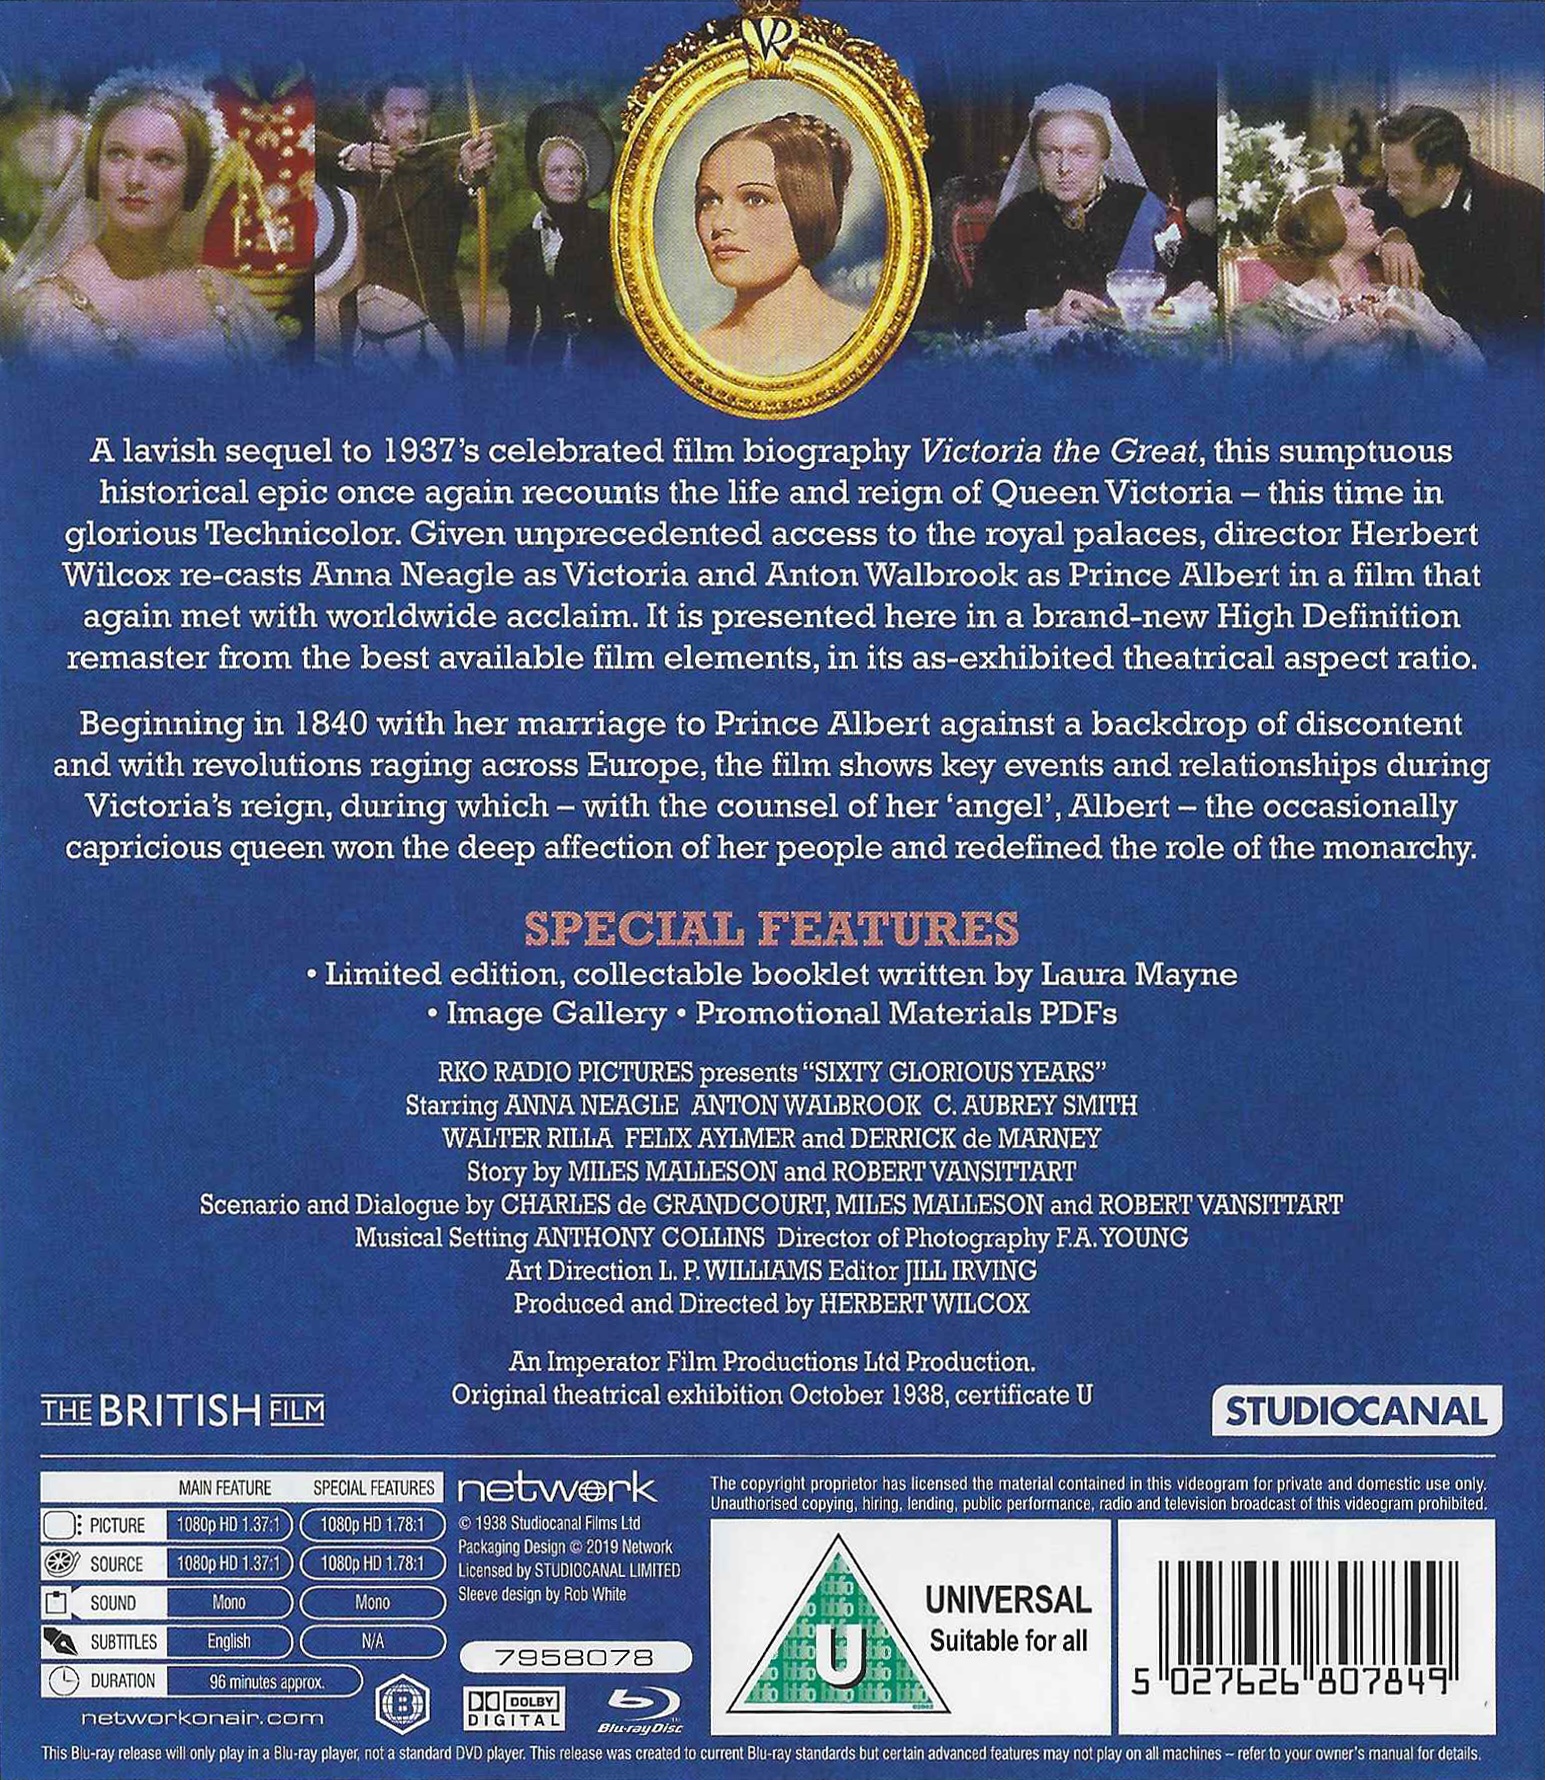 VR
A lavish sequel to 1937's celebrated film biography Victoria the Great, this sumptuous
historical epic once again recounts the life and reign of Queen Victoria – this time in
glorious Technicolor. Given unprecedented access to the royal palaces, director Herbert
Wilcox re-casts Anna Neagle as Victoria and Anton Walbrook as Prince Albert in a film that
again met with worldwide acclaim. It is presented here in a brand-new High Definition
remaster from the best available film elements, in its as-exhibited theatrical aspect ratio.
Beginning in 1840 with her marriage to Prince Albert against a backdrop of discontent
and with revolutions raging across Europe, the film shows key events and relationships during
Victoria's reign, during which – with the counsel of her 'angel', Albert – the occasionally
capricious queen won the deep affection of her people and redefined the role of the monarchy.
SPECIAL FEATURES
• Limited edition, collectable booklet written by Laura Mayne
• Image Gallery • Promotional Materials PDFs
RKO RADIO PICTURES presents "SIXTY GLORIOUS YEARS"
Starring ANNA NEAGLE ANTON WALBROOK C. AUBREY SMITH
WALTER RILLA FELIX AYLMER and DERRICK de MARNEY
Story by MILES MALLESON and ROBERT VANSITTART
Scenario and Dialogue by CHARLES de GRANDCOURT, MILES MALLESON and ROBERT VANSITTART
Musical Setting ANTHONY COLLINS Director of Photography F.A. YOUNG
Art Direction L. P. WILLIAMS Editor JILL IRVING
Produced and Directed by HERBERT WILCOX
An Imperator Film Productions Ltd Production.
Original theatrical exhibition October 1938, certificate U
THE BRITISH FILM
STUDIOCANAL
MAIN FEATURE SPECIAL FEATURES
PICTURE 1080p HD 1.37:1 1080p HD 1.78:1
SOURCE 1080p HD 1.37:1 1080p HD 1.78:1
SOUND Mono Mono
SUBTITLES English N/A
DURATION 96 minutes approx.
networkonair.com
B
network
© 1938 Studiocanal Films Ltd
Packaging Design © 2019 Network
Licensed by STUDIOCANAL LIMITED
Sleeve design by Rob White
7958078
DOLBY
DIGITAL
Blu-ray Disc
The copyright proprietor has licensed the material contained in this videogram for private and domestic use only.
Unauthorised copying, hiring, lending, public performance, radio and television broadcast of this videogram prohibited.
U
UNIVERSAL
Suitable for all
5 027626 807849
This Blu-ray release will only play in a Blu-ray player, not a standard DVD player. This release was created to current Blu-ray standards but certain advanced features may not play on all machines – refer to your owner's manual for details.